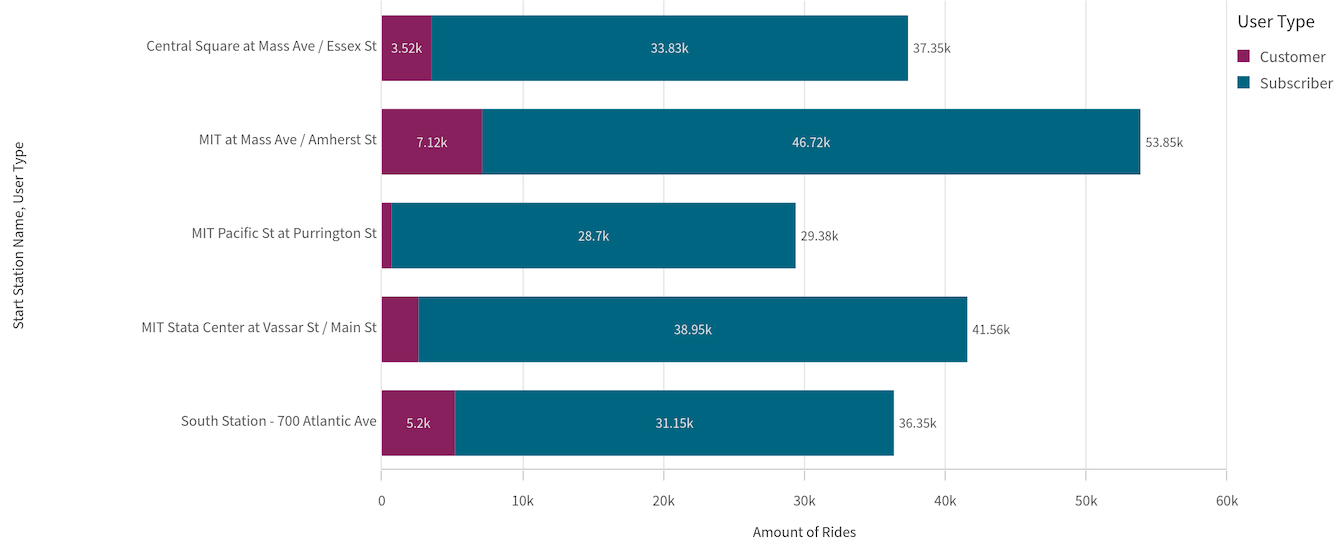 User Type
Customer
Subscriber
Start Station Name, User Type
Central Square at Mass Ave / Essex St
3.52k
33.83k
37.35k
MIT at Mass Ave / Amherst St
7.12k
46.72k
53.85k
MIT Pacific St at Purrington St
28.7k
29.38k
MIT Stata Center at Vassar St / Main St
38.95k
41.56k
South Station - 700 Atlantic Ave
5.2k
31.15k
36.35k
0
10k
20k
30k
40k
50k
60k
Amount of Rides